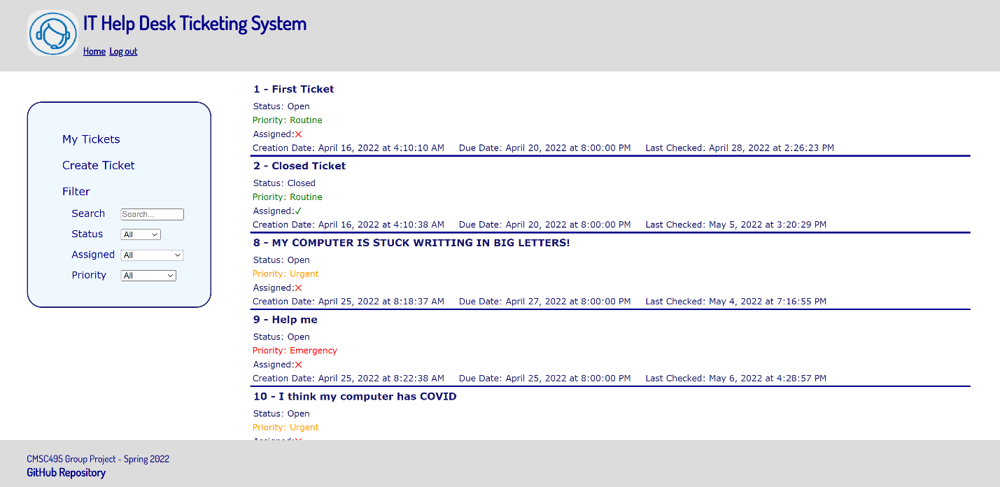 IT Help Desk Ticketing System
Home Log out
My Tickets
Create Ticket
Filter
Search Search...
Status All
Assigned All
Priority All
1 - First Ticket
Status: Open
Priority: Routine
Assigned:✗
Creation Date: April 16, 2022 at 4:10:10 AM Due Date: April 20, 2022 at 8:00:00 PM Last Checked: April 28, 2022 at 2:26:23 PM
2 - Closed Ticket
Status: Closed
Priority: Routine
Assigned:✓
Creation Date: April 16, 2022 at 4:10:38 AM Due Date: April 20, 2022 at 8:00:00 PM Last Checked: May 5, 2022 at 3:20:29 PM
8 - MY COMPUTER IS STUCK WRITTING IN BIG LETTERS!
Status: Open
Priority: Urgent
Assigned:✗
Creation Date: April 25, 2022 at 8:18:37 AM Due Date: April 27, 2022 at 8:00:00 PM Last Checked: May 4, 2022 at 7:16:55 PM
9 - Help me
Status: Open
Priority: Emergency
Assigned:✗
Creation Date: April 25, 2022 at 8:22:38 AM Due Date: April 25, 2022 at 8:00:00 PM Last Checked: May 6, 2022 at 4:28:57 PM
10 - I think my computer has COVID
Status: Open
Priority: Urgent
Assigned:✗
CMSC495 Group Project - Spring 2022
GitHub Repository